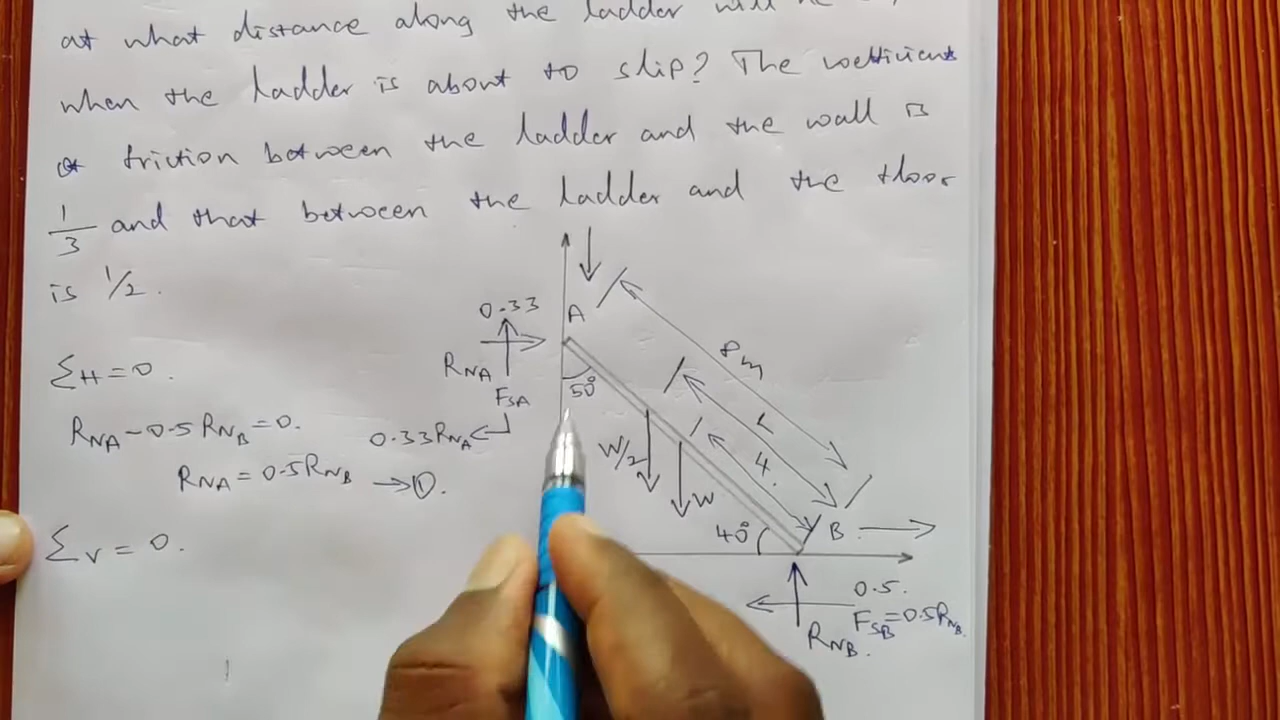 at what distance along the ladder will he
when the ladder is about to slip? The coefficient
of friction between the ladder and the wall is
1/3 and that between the ladder and the floor
is 1/2.
ΣH=0.
RNA-0.5RNB=0.
RNA=0.5RNB →①.
ΣV=0.
0.33
A
RNA
FSA
0.33RNA
50°
8m
L
4.
W/2
W
40°
B
0.5.
FSB=0.5RNB.
RNB.